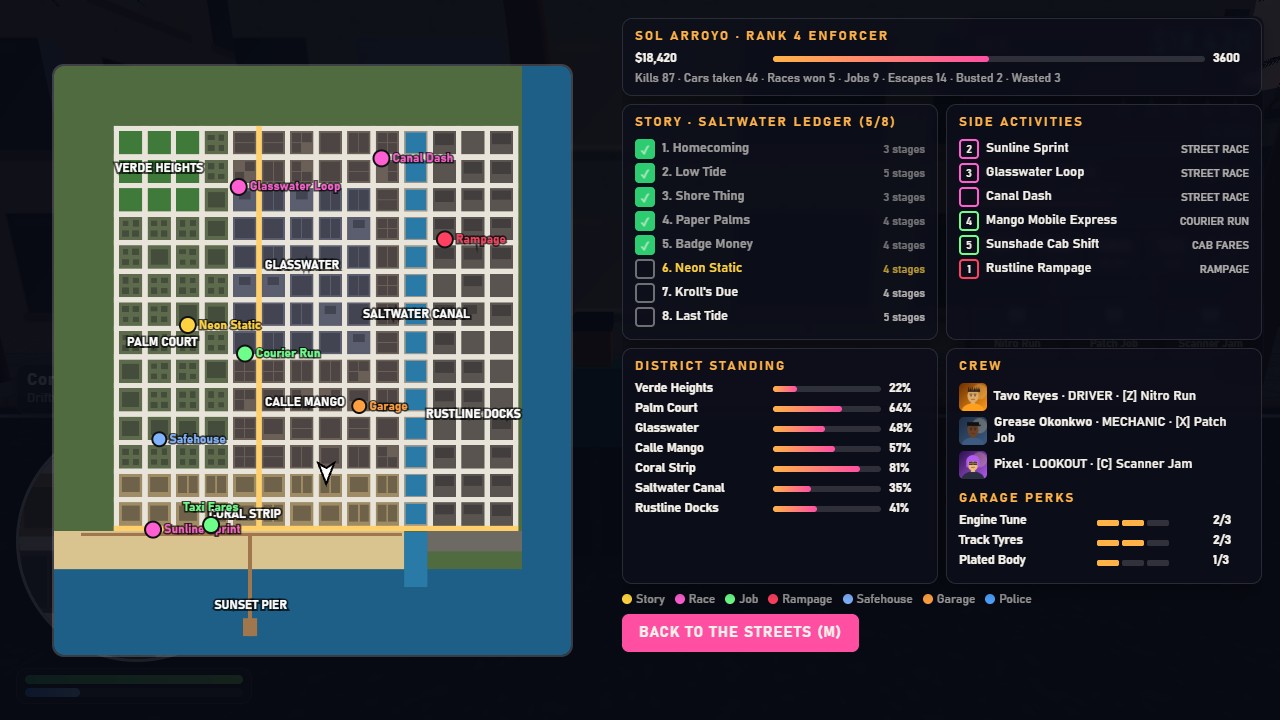 SOL ARROYO · RANK 4 ENFORCER
$18,420
3600
Kills 87 · Cars taken 46 · Races won 5 · Jobs 9 · Escapes 14 · Busted 2 · Wasted 3
STORY · SALTWATER LEDGER (5/8)
1. Homecoming 3 stages
2. Low Tide 5 stages
3. Shore Thing 3 stages
4. Paper Palms 4 stages
5. Badge Money 4 stages
6. Neon Static 4 stages
7. Kroll's Due 4 stages
8. Last Tide 5 stages
SIDE ACTIVITIES
2 Sunline Sprint STREET RACE
3 Glasswater Loop STREET RACE
Canal Dash STREET RACE
4 Mango Mobile Express COURIER RUN
5 Sunshade Cab Shift CAB FARES
1 Rustline Rampage RAMPAGE
DISTRICT STANDING
Verde Heights 22%
Palm Court 64%
Glasswater 48%
Calle Mango 57%
Coral Strip 81%
Saltwater Canal 35%
Rustline Docks 41%
CREW
Tavo Reyes · DRIVER · [Z] Nitro Run
Grease Okonkwo · MECHANIC · [X] Patch
Job
Pixel · LOOKOUT · [C] Scanner Jam
GARAGE PERKS
Engine Tune 2/3
Track Tyres 2/3
Plated Body 1/3
Story Race Job Rampage Safehouse Garage Police
BACK TO THE STREETS (M)
Canal Dash
VERDE HEIGHTS
Glasswater Loop
Rampage
GLASSWATER
SALTWATER CANAL
Neon Static
PALM COURT
Courier Run
CALLE MANGO
Garage
RUSTLINE DOCKS
Safehouse
Taxi Fares
CORAL STRIP
Sunline Sprint
SUNSET PIER
Nitro Run Patch Job Scanner Jam